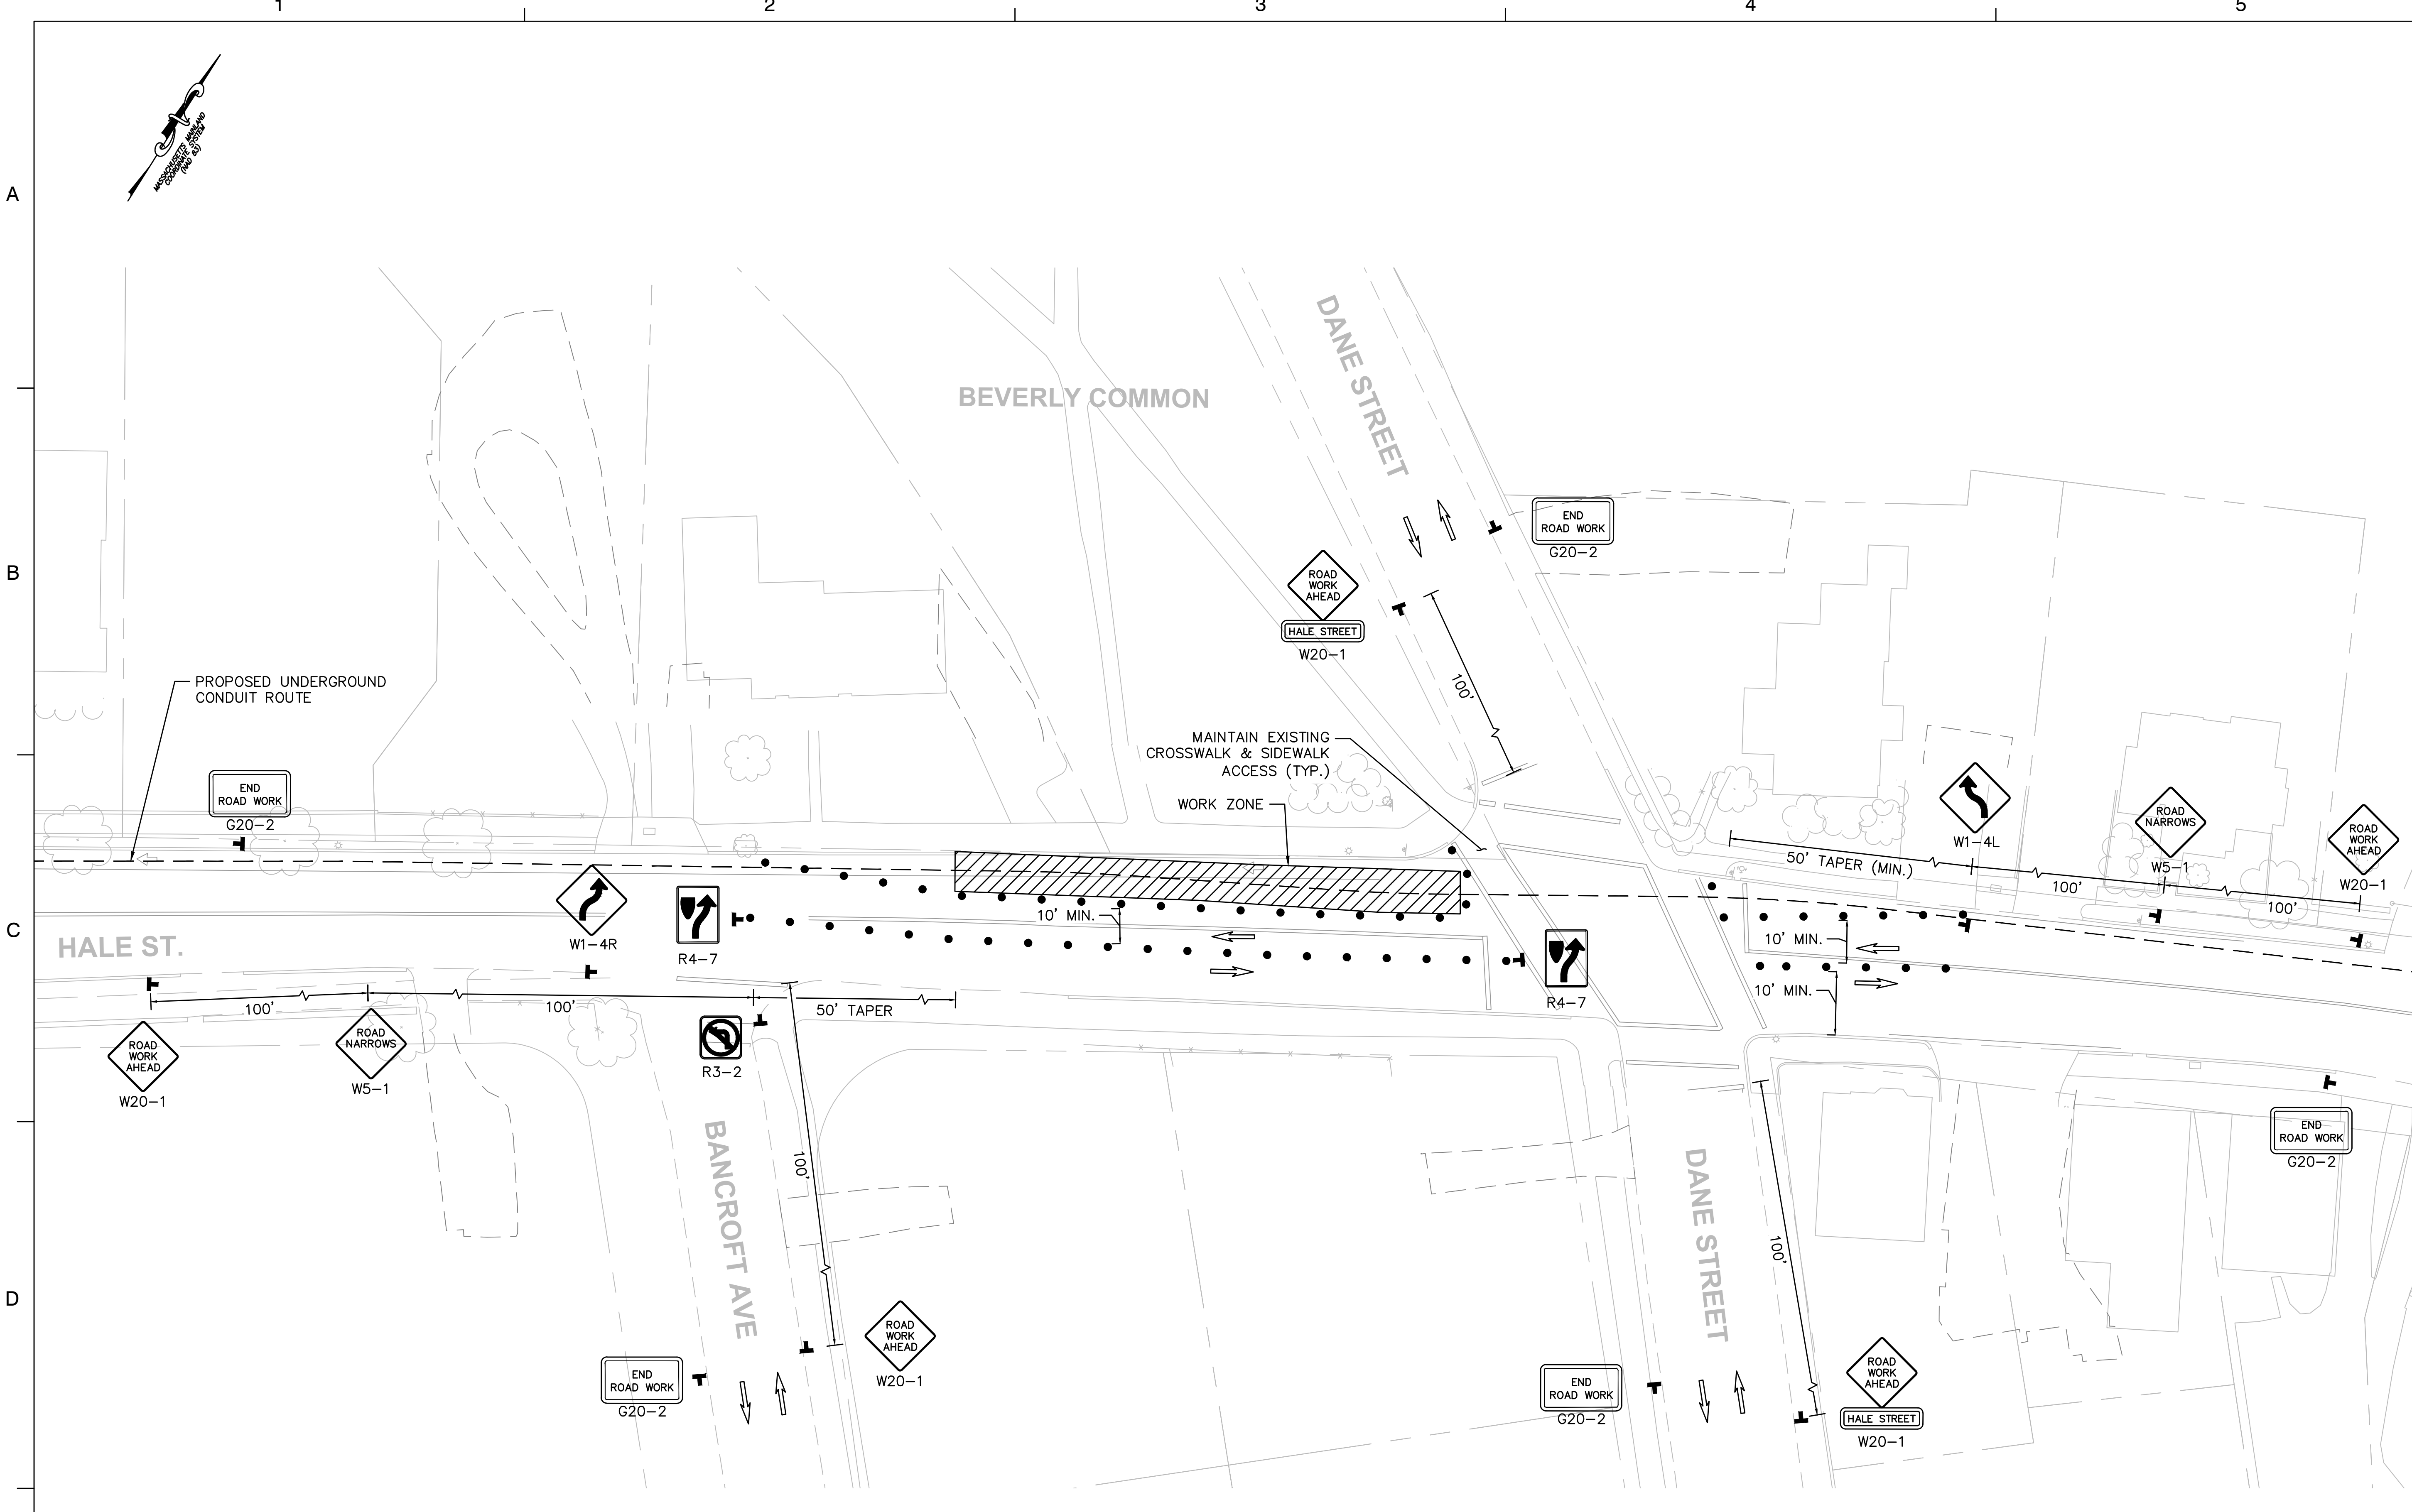 1
2
3
4
5
A
B
C
D
MASSACHUSETTS MAINLAND
COORDINATE SYSTEM
(NAD 83)
DANE STREET
BEVERLY COMMON
END
ROAD WORK
G20-2
ROAD
WORK
AHEAD
HALE STREET
W20-1
100'
PROPOSED UNDERGROUND
CONDUIT ROUTE
MAINTAIN EXISTING
CROSSWALK & SIDEWALK
ACCESS (TYP.)
WORK ZONE
END
ROAD WORK
G20-2
W1-4L
ROAD
NARROWS
W5-1
ROAD
WORK
AHEAD
W20-1
50' TAPER (MIN.)
100'
100'
W1-4R
R4-7
10' MIN.
HALE ST.
R4-7
10' MIN.
10' MIN.
100'
100'
50' TAPER
ROAD
WORK
AHEAD
W20-1
ROAD
NARROWS
W5-1
R3-2
BANCROFT AVE
100'
DANE STREET
100'
END
ROAD WORK
G20-2
END
ROAD WORK
G20-2
ROAD
WORK
AHEAD
W20-1
END
ROAD WORK
G20-2
ROAD
WORK
AHEAD
HALE STREET
W20-1